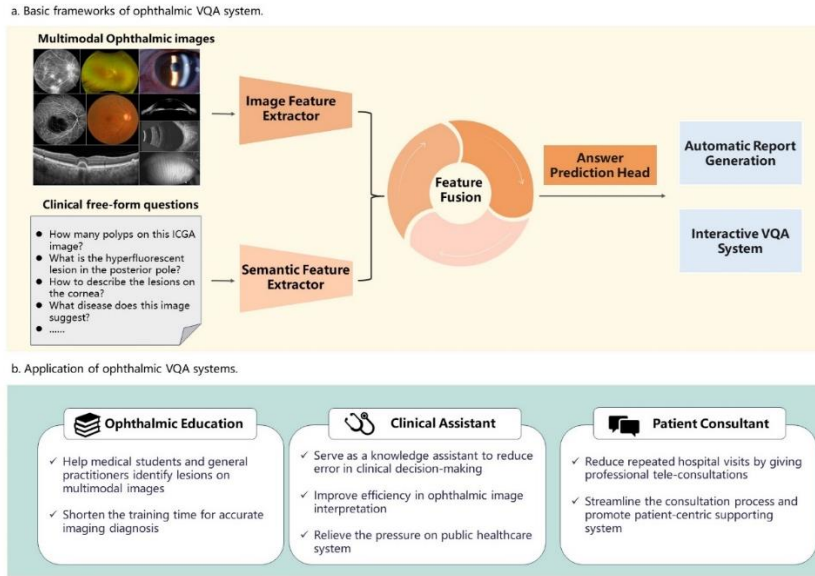 a. Basic frameworks of ophthalmic VQA system.
Multimodal Ophthalmic images
Image Feature
Extractor
Clinical free-form questions
● How many polyps on this ICGA
image?
● What is the hyperfluorescent
lesion in the posterior pole?
● How to describe the lesions on
the cornea?
● What disease does this image
suggest?
● ......
Semantic Feature
Extractor
Feature
Fusion
Answer
Prediction Head
Automatic Report
Generation
Interactive VQA
System
b. Application of ophthalmic VQA systems.
Ophthalmic Education
✓ Help medical students and general
practitioners identify lesions on
multimodal images
✓ Shorten the training time for accurate
imaging diagnosis
Clinical Assistant
✓ Serve as a knowledge assistant to reduce
error in clinical decision-making
✓ Improve efficiency in ophthalmic image
interpretation
✓ Relieve the pressure on public healthcare
system
Patient Consultant
✓ Reduce repeated hospital visits by giving
professional tele-consultations
✓ Streamline the consultation process and
promote patient-centric supporting
system